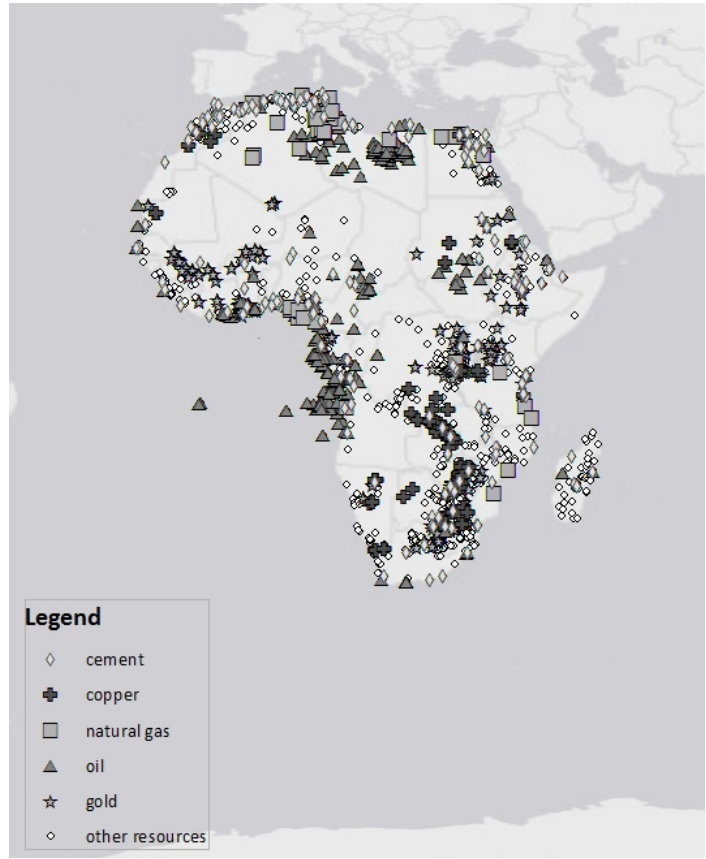 Legend
cement
copper
natural gas
oil
gold
other resources